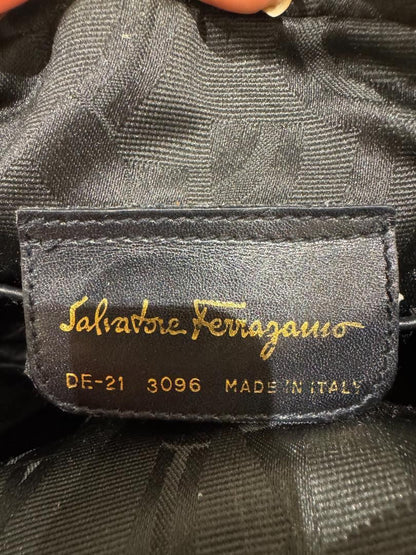 Salvatore Ferragamo
DE-21 3096 MADE IN ITALY